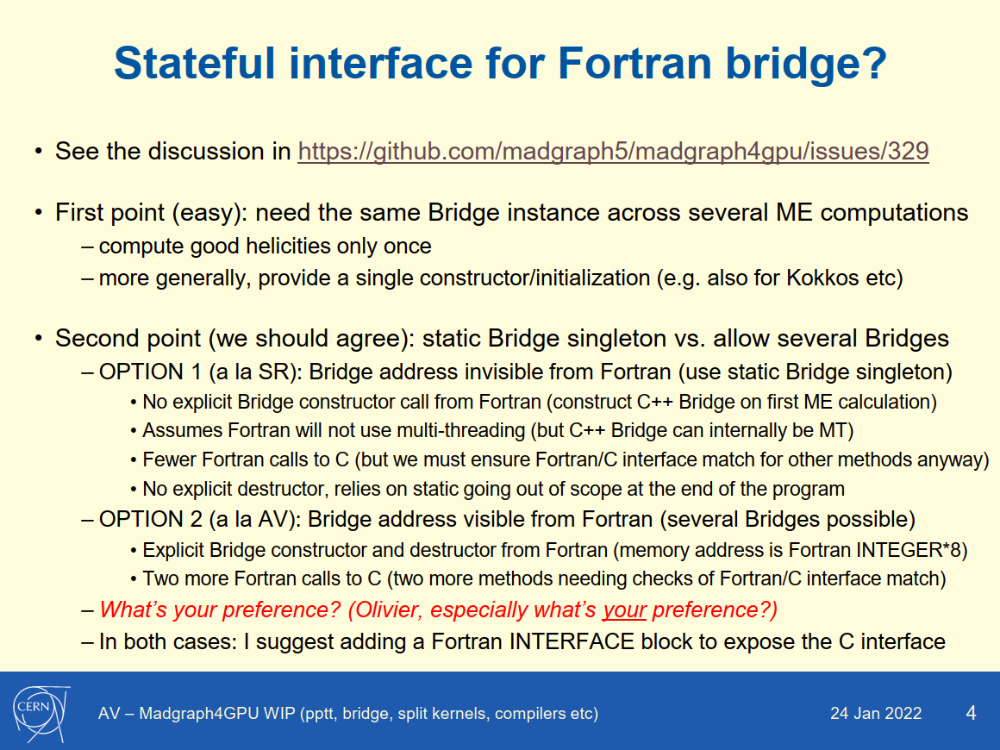 Stateful interface for Fortran bridge?
• See the discussion in https://github.com/madgraph5/madgraph4gpu/issues/329
• First point (easy): need the same Bridge instance across several ME computations
– compute good helicities only once
– more generally, provide a single constructor/initialization (e.g. also for Kokkos etc)
• Second point (we should agree): static Bridge singleton vs. allow several Bridges
– OPTION 1 (a la SR): Bridge address invisible from Fortran (use static Bridge singleton)
• No explicit Bridge constructor call from Fortran (construct C++ Bridge on first ME calculation)
• Assumes Fortran will not use multi-threading (but C++ Bridge can internally be MT)
• Fewer Fortran calls to C (but we must ensure Fortran/C interface match for other methods anyway)
• No explicit destructor, relies on static going out of scope at the end of the program
– OPTION 2 (a la AV): Bridge address visible from Fortran (several Bridges possible)
• Explicit Bridge constructor and destructor from Fortran (memory address is Fortran INTEGER*8)
• Two more Fortran calls to C (two more methods needing checks of Fortran/C interface match)
– What’s your preference? (Olivier, especially what’s your preference?)
– In both cases: I suggest adding a Fortran INTERFACE block to expose the C interface
CERN
AV – Madgraph4GPU WIP (pptt, bridge, split kernels, compilers etc)
24 Jan 2022
4